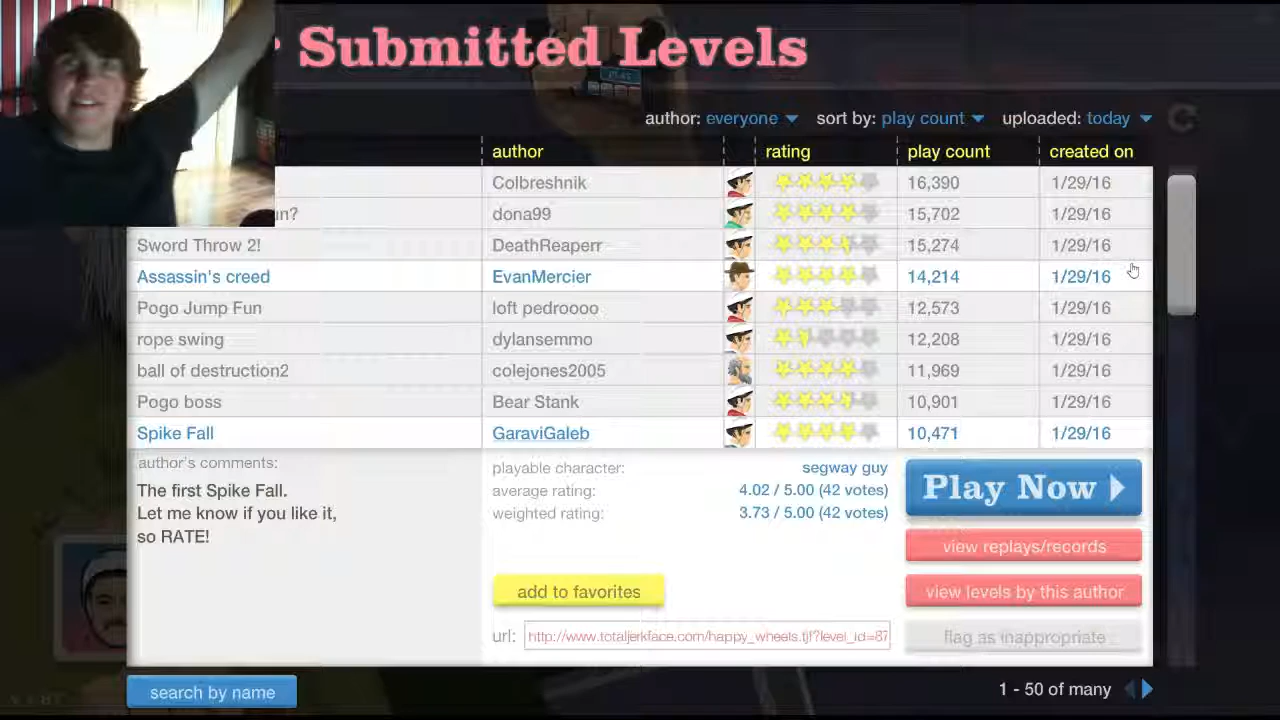 Submitted Levels
PLAY
author: everyone sort by: play count uploaded: today
author rating play count created on
Colbreshnik 16,390 1/29/16
un? dona99 15,702 1/29/16
Sword Throw 2! DeathReaperr 15,274 1/29/16
Assassin's creed EvanMercier 14,214 1/29/16
Pogo Jump Fun loft pedroooo 12,573 1/29/16
rope swing dylansemmo 12,208 1/29/16
ball of destruction2 colejones2005 11,969 1/29/16
Pogo boss Bear Stank 10,901 1/29/16
Spike Fall GaraviGaleb 10,471 1/29/16
author's comments:
The first Spike Fall.
Let me know if you like it,
so RATE!
playable character: segway guy
average rating: 4.02 / 5.00 (42 votes)
weighted rating: 3.73 / 5.00 (42 votes)
add to favorites
url: http://www.totaljerkface.com/happy_wheels.tjf?level_id=87
Play Now
view replays/records
view levels by this author
flag as inappropriate
search by name
1 - 50 of many